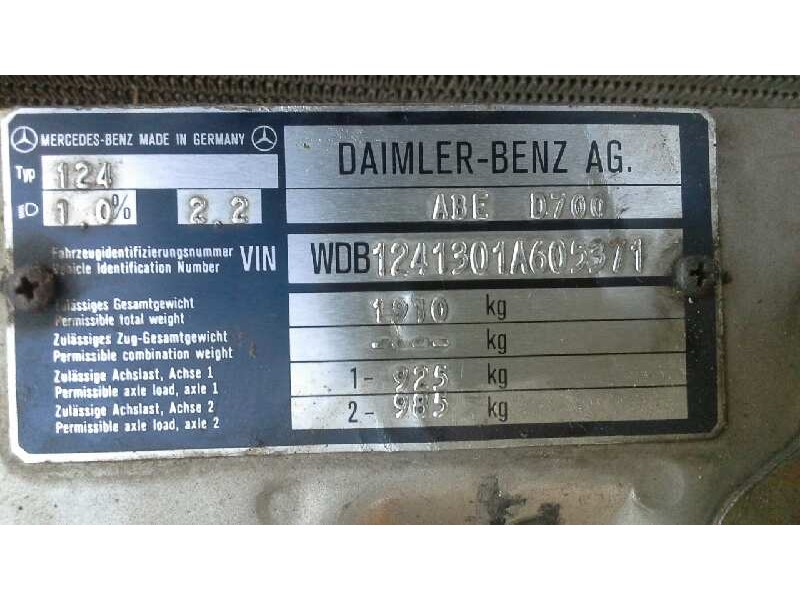 MERCEDES-BENZ MADE IN GERMANY
DAIMLER-BENZ AG.
Typ 124
1.0% 2.2
ABE D700
Fahrzeugidentifizierungsnummer
Vehicle Identification Number VIN WDB1241301A605371
Zulässiges Gesamtgewicht
Permissible total weight 1910 kg
Zulässiges Zug-Gesamtgewicht
Permissible combination weight ---- kg
Zulässige Achslast, Achse 1
Permissible axle load, axle 1 1- 925 kg
Zulässige Achslast, Achse 2
Permissible axle load, axle 2 2- 985 kg